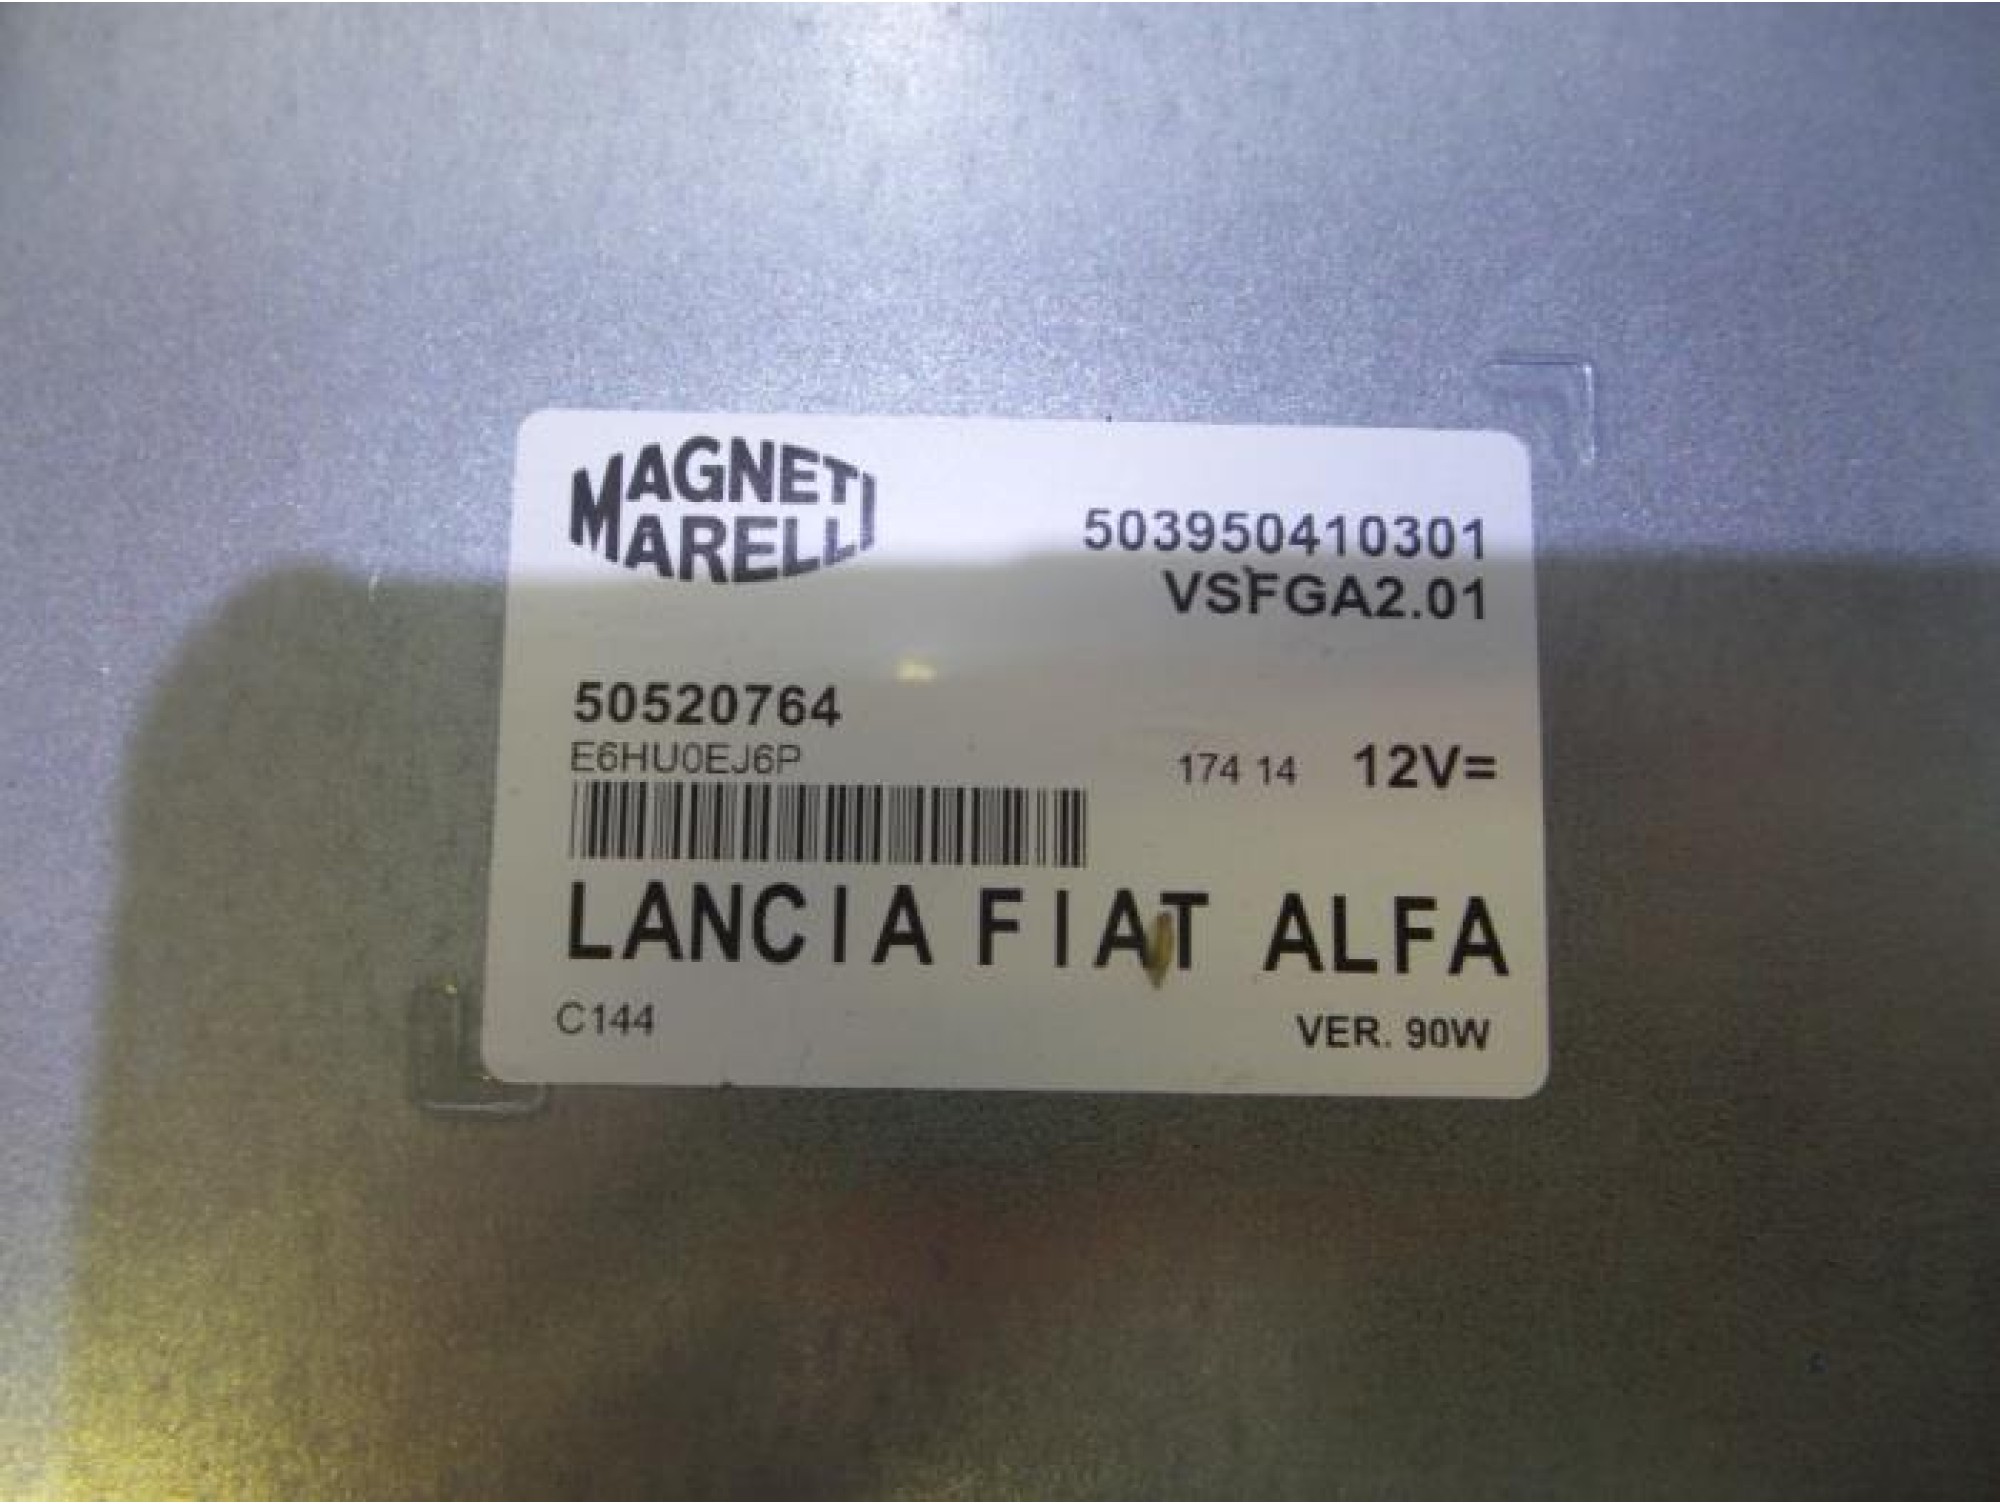 MAGNETI
MARELLI
503950410301
VSFGA2.01
50520764
E6HU0EJ6P
174 14 12V=
LANCIA FIAT ALFA
C144
VER. 90W